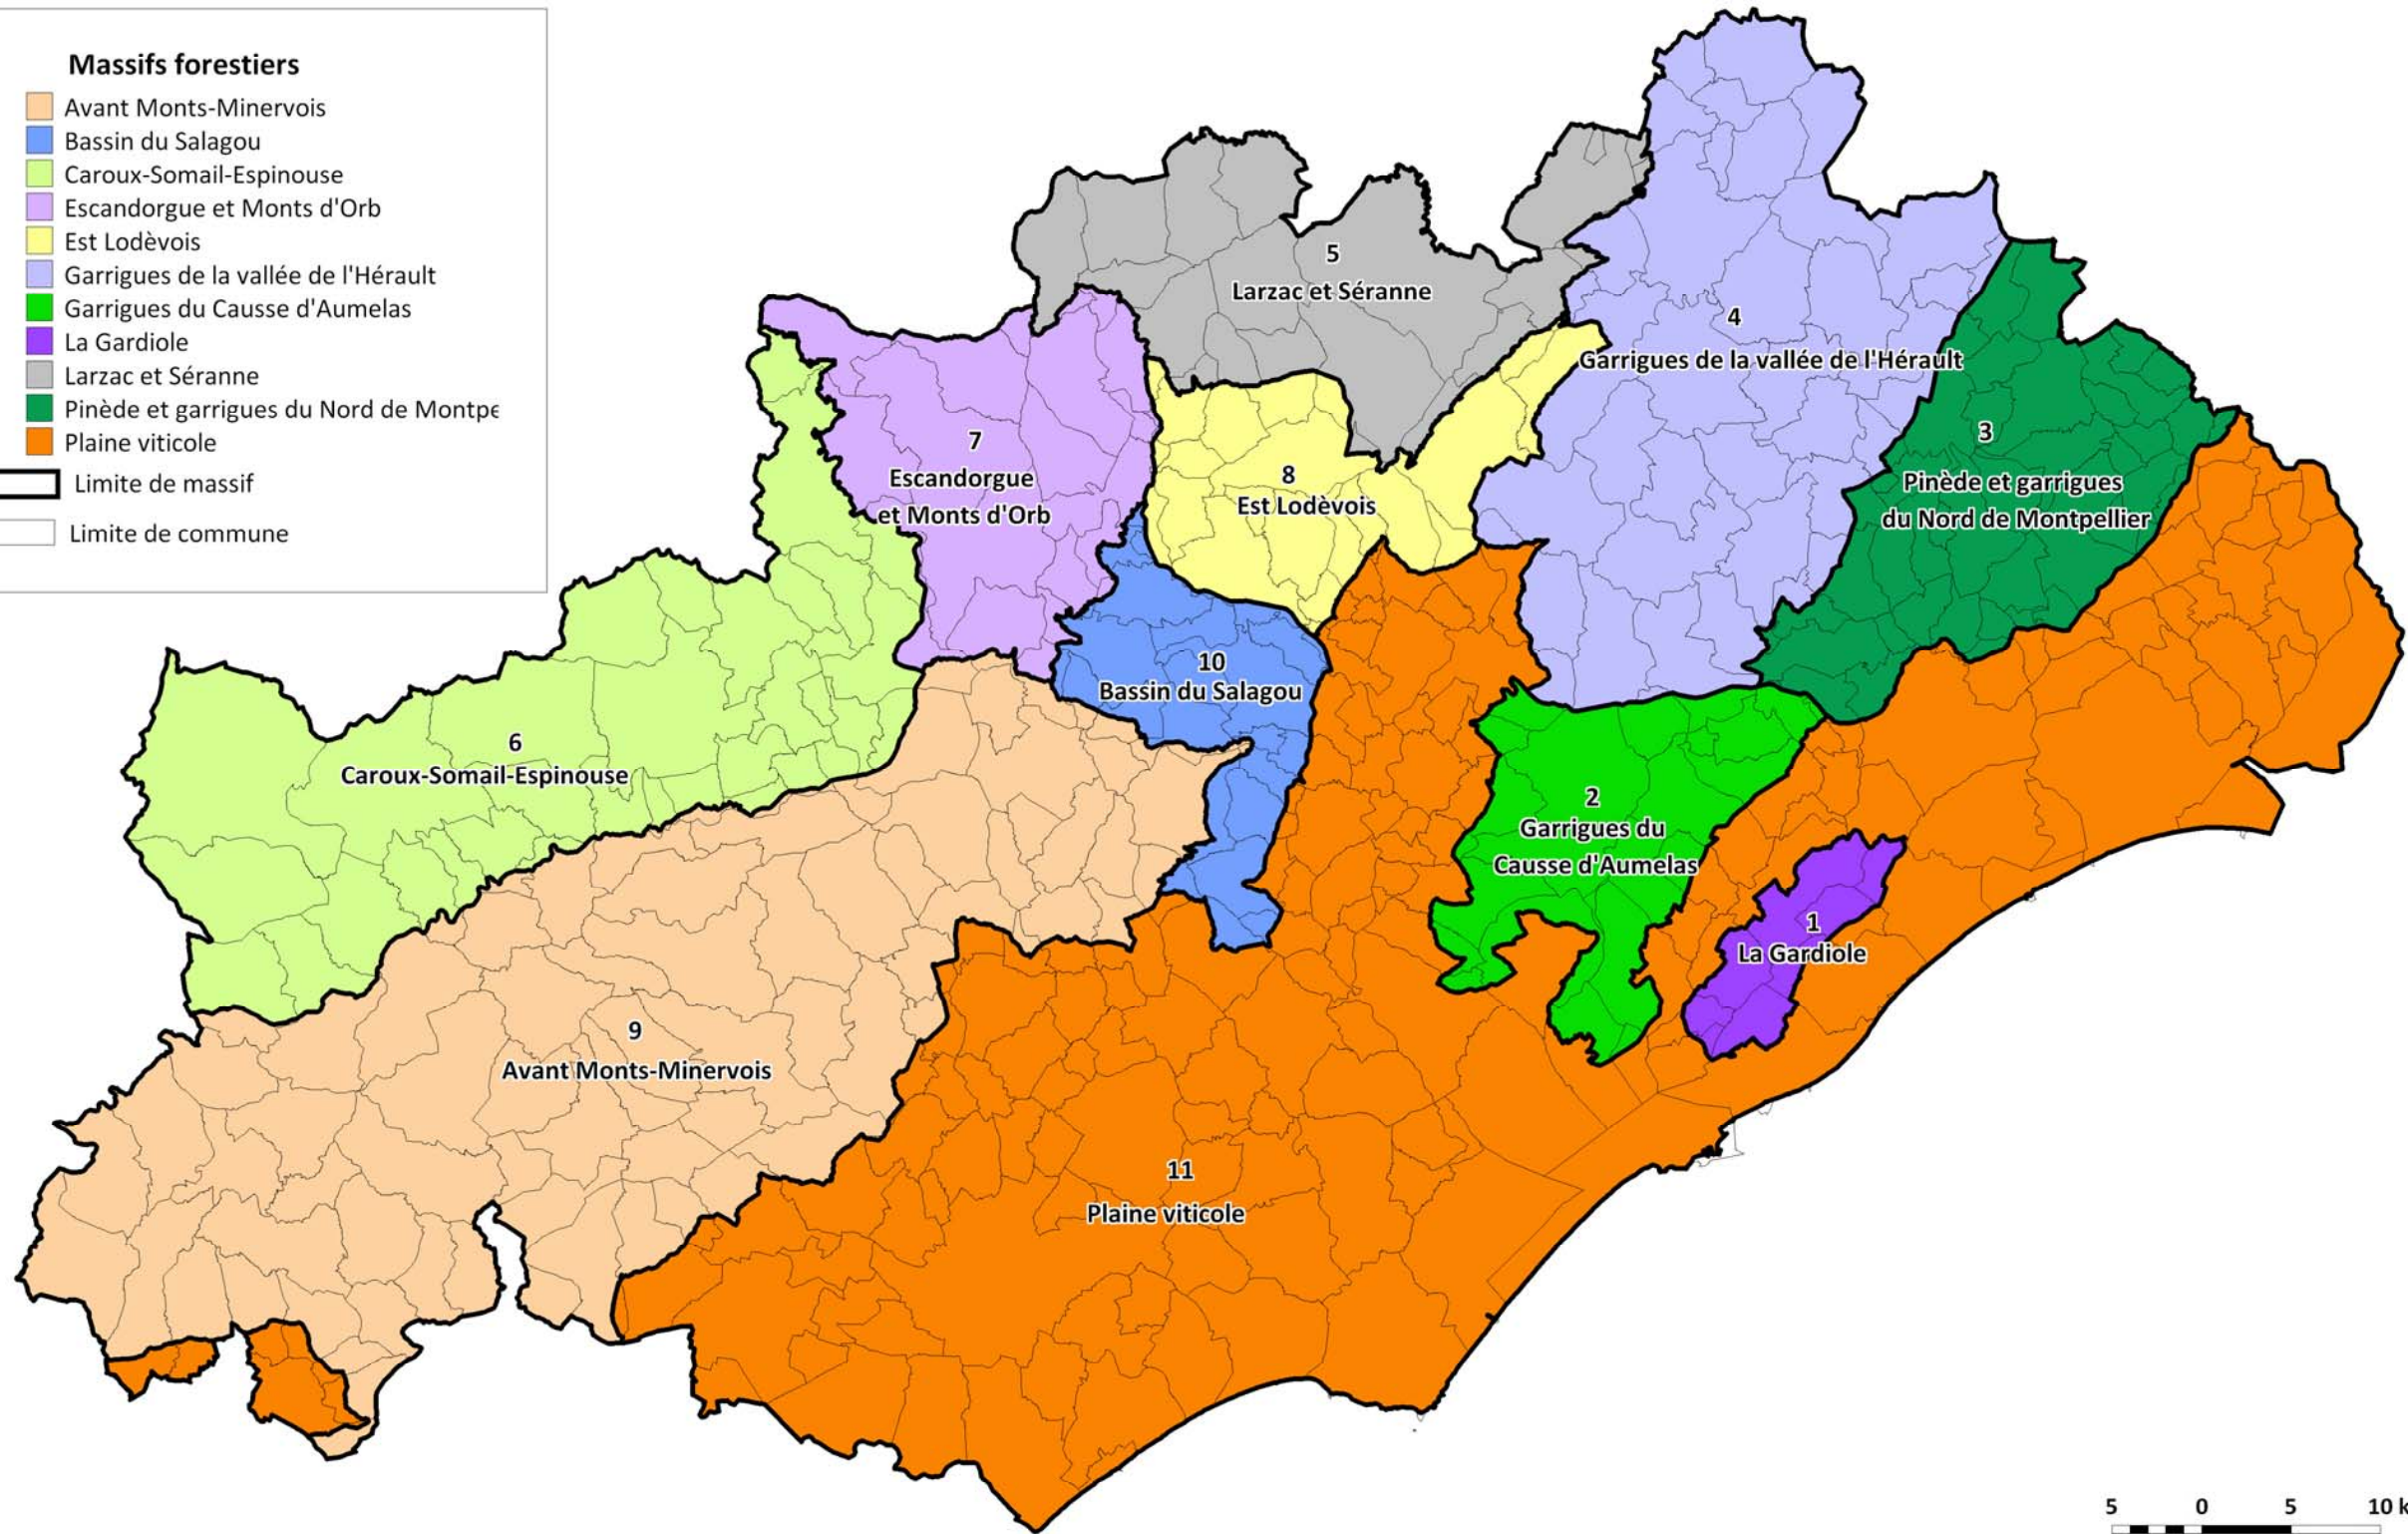 Massifs forestiers
Avant Monts-Minervois
Bassin du Salagou
Caroux-Somail-Espinouse
Escandorgue et Monts d'Orb
Est Lodèvois
Garrigues de la vallée de l'Hérault
Garrigues du Causse d'Aumelas
La Gardiole
Larzac et Séranne
Pinède et garrigues du Nord de Montpe
Plaine viticole
Limite de massif
Limite de commune
5
Larzac et Séranne
4
Garrigues de la vallée de l'Hérault
3
Pinède et garrigues
du Nord de Montpellier
7
Escandorgue
et Monts d'Orb
8
Est Lodèvois
10
Bassin du Salagou
6
Caroux-Somail-Espinouse
2
Garrigues du
Causse d'Aumelas
1
La Gardiole
9
Avant Monts-Minervois
11
Plaine viticole
5 0 5 10 k